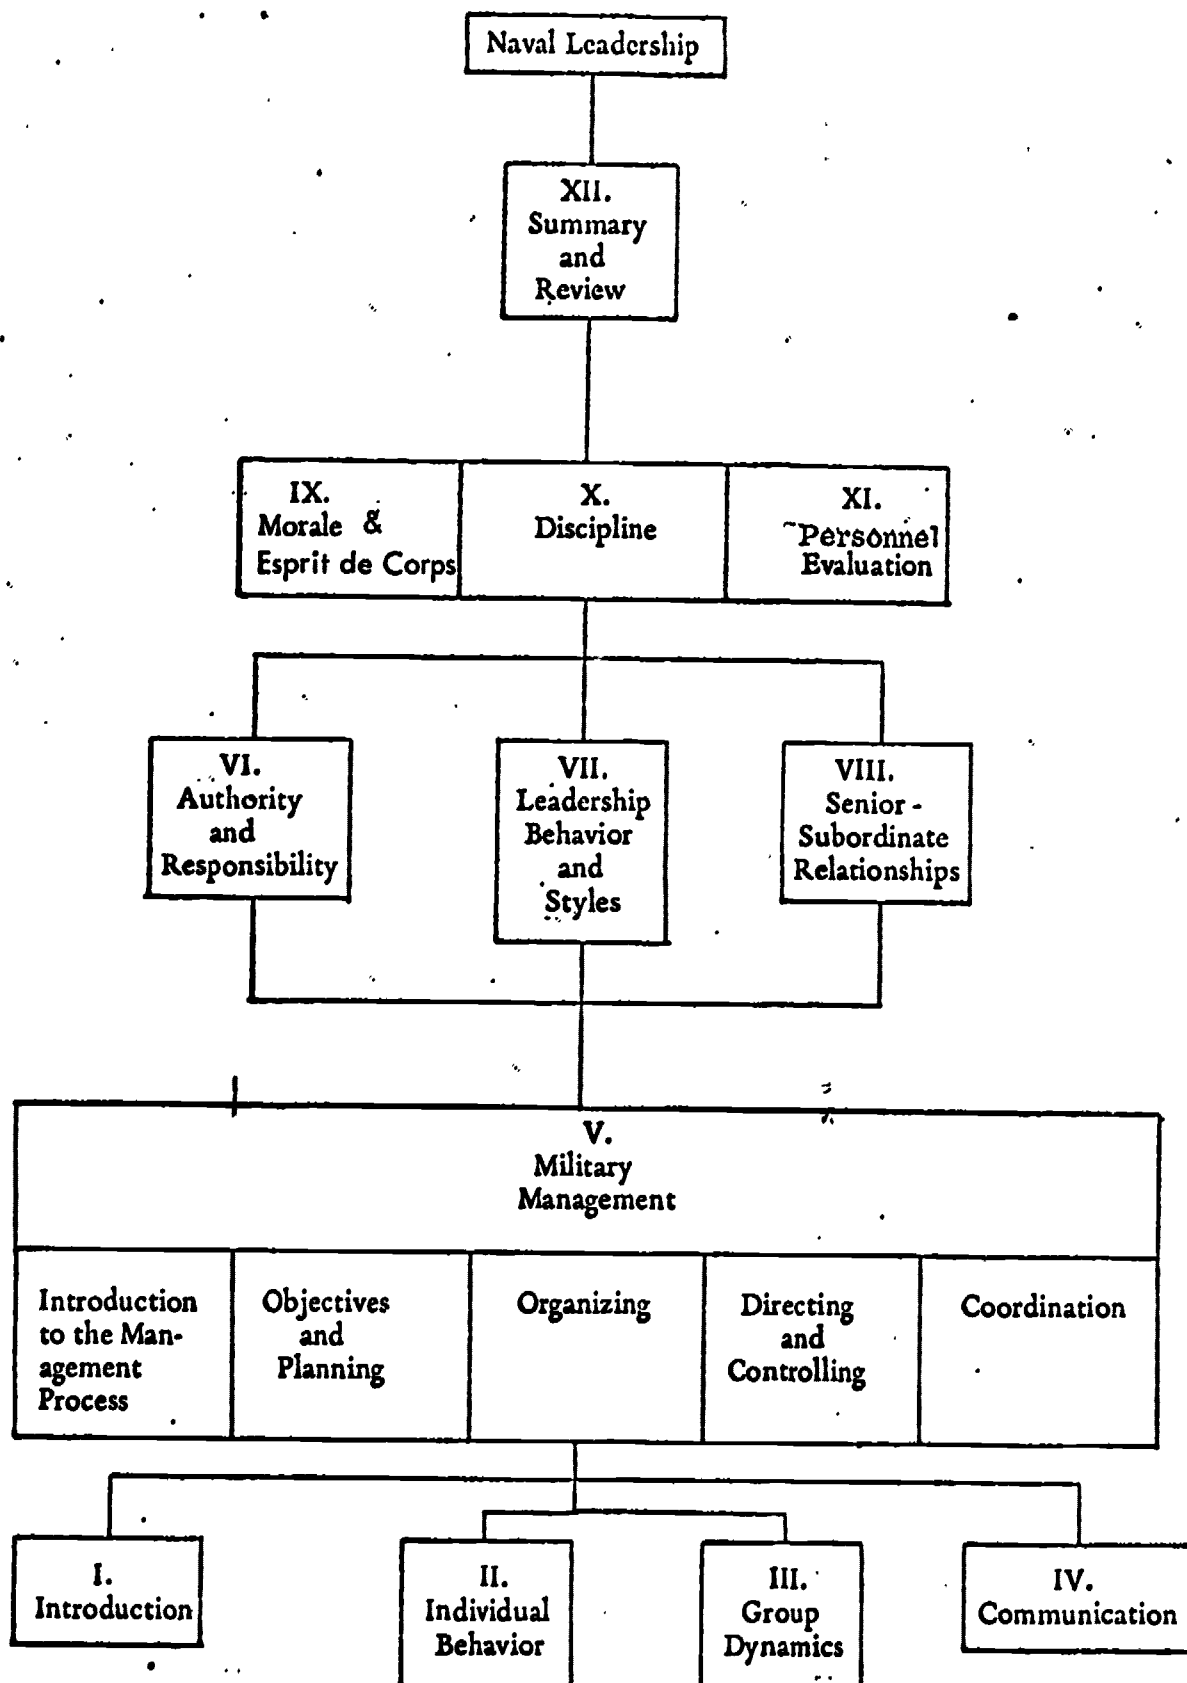 Naval Leadership
XII.
Summary
and
Review
IX.
Morale &
Esprit de Corps
X.
Discipline
XI.
Personnel
Evaluation
VI.
Authority
and
Responsibility
VII.
Leadership
Behavior
and
Styles
VIII.
Senior-
Subordinate
Relationships
V.
Military
Management
Introduction
to the Man-
agement
Process
Objectives
and
Planning
Organizing
Directing
and
Controlling
Coordination
I.
Introduction
II.
Individual
Behavior
III.
Group
Dynamics
IV.
Communication